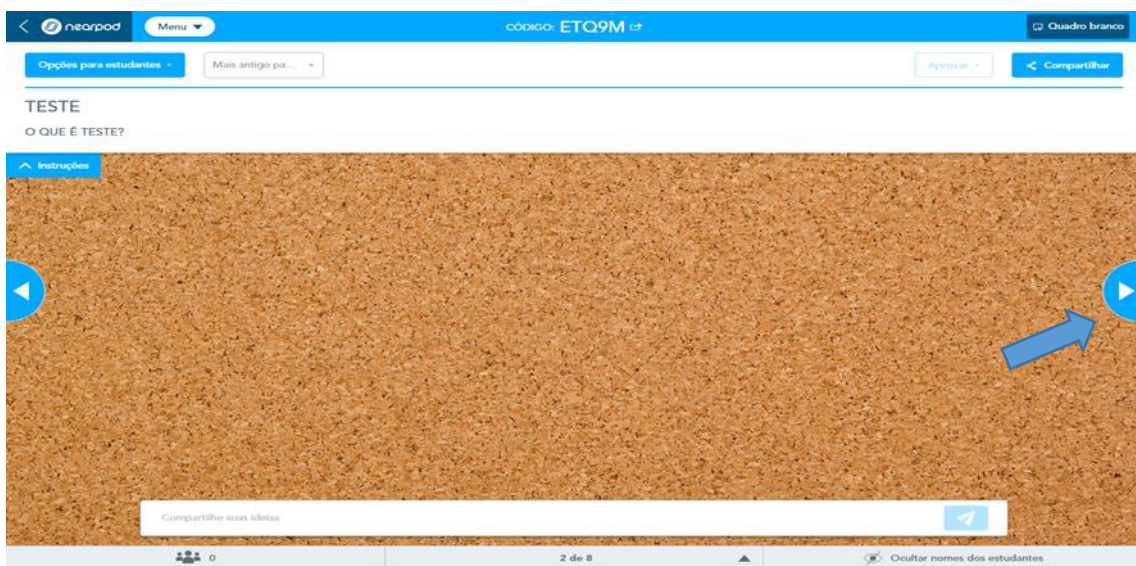 nearpod
Menu
CÓDIGO: ETQ9M
Quadro branco
Opções para estudantes
Mais antigo pa...
Aprovar
Compartilhar
TESTE
O QUE É TESTE?
Instruções
Compartilhe suas ideias
0
2 de 8
Ocultar nomes dos estudantes